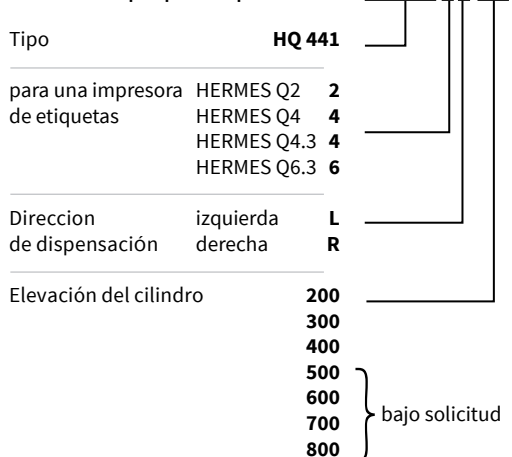 Tipo HQ 441
para una impresora HERMES Q2 2
de etiquetas HERMES Q4 4
HERMES Q4.3 4
HERMES Q6.3 6
Direccion izquierda L
de dispensación derecha R
Elevación del cilindro 200
300
400
500
600
700
800
bajo solicitud